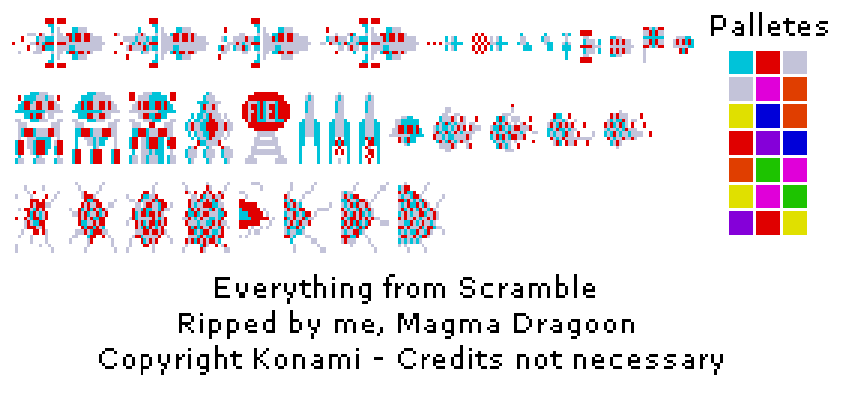 Palletes
FUEL
Everything from Scramble
Ripped by me, Magma Dragoon
Copyright Konami - Credits not necessary